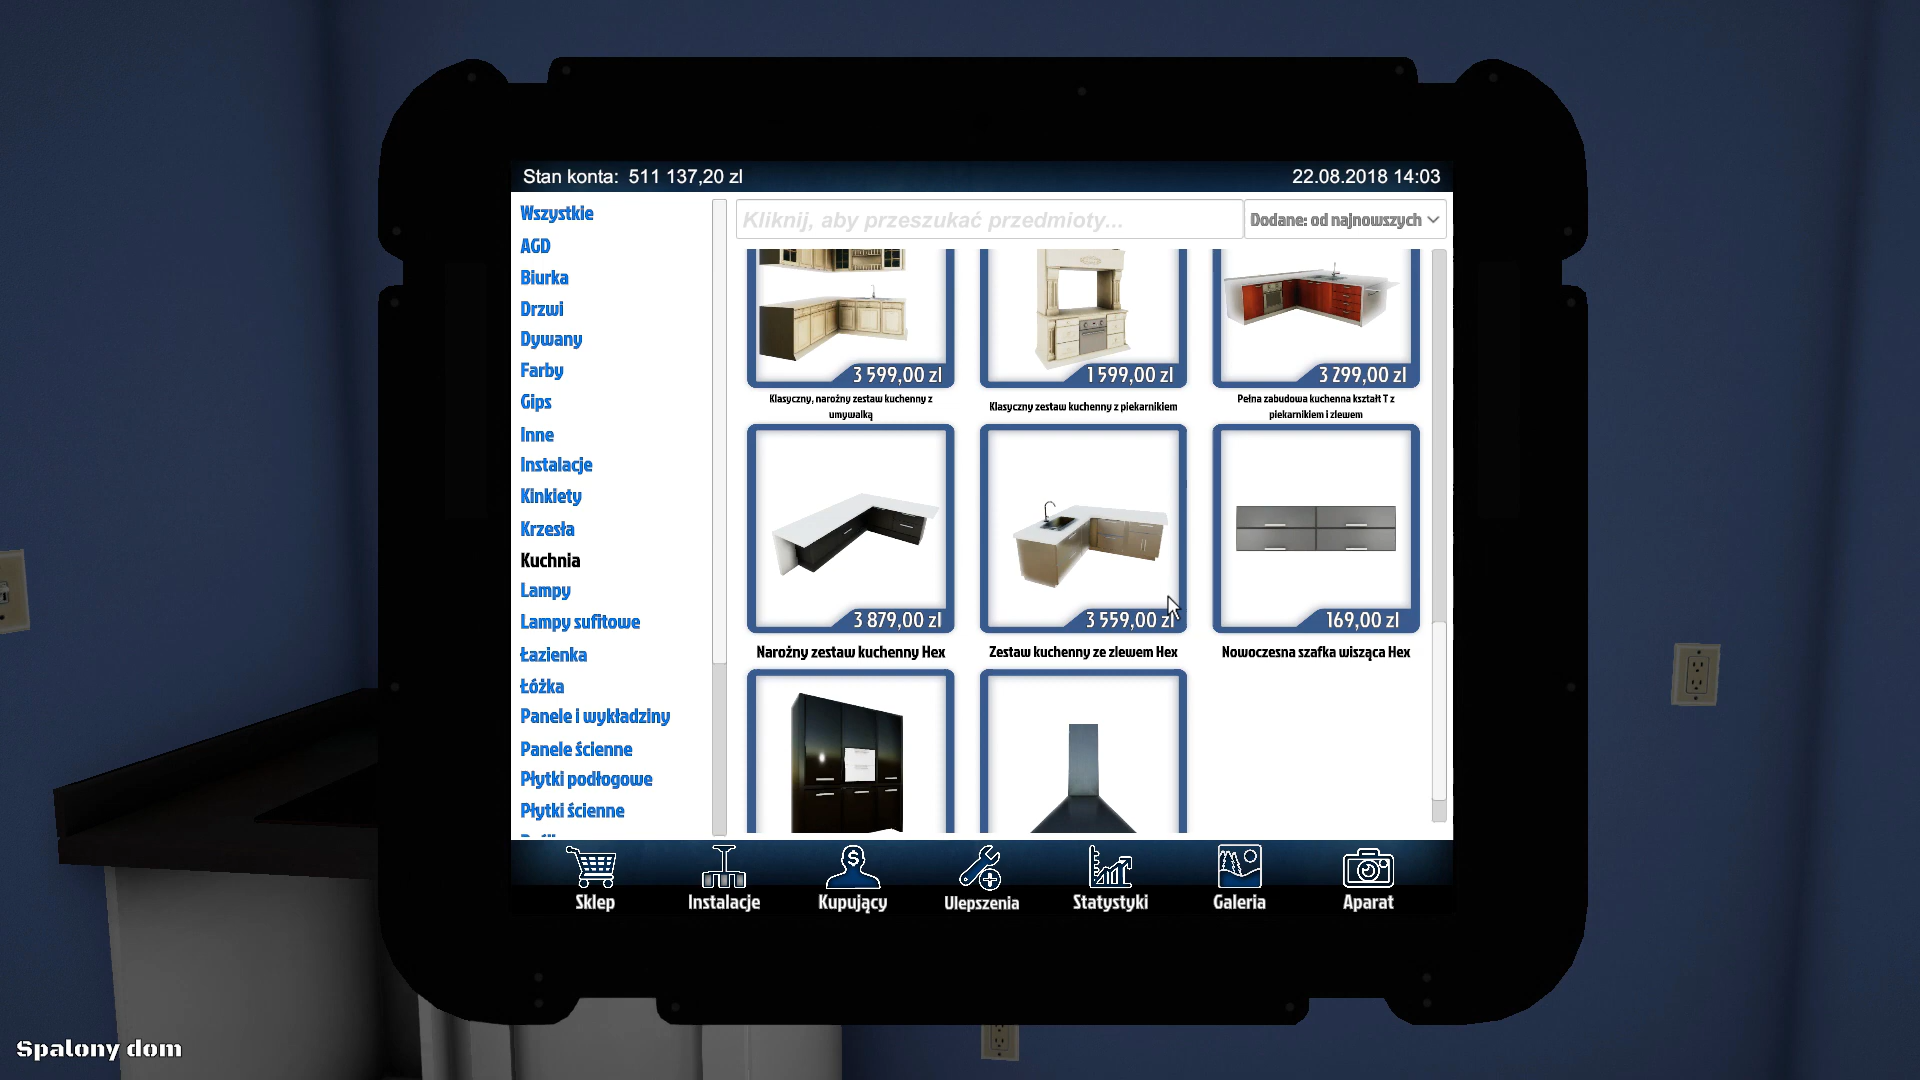 Stan konta: 511 137,20 zl
22.08.2018 14:03
Wszystkie
AGD
Biurka
Drzwi
Dywany
Farby
Gips
Inne
Instalacje
Kinkiety
Krzesła
Kuchnia
Lampy
Lampy sufitowe
Łazienka
Łóżka
Panele i wykładziny
Panele ścienne
Płytki podłogowe
Płytki ścienne
Kliknij, aby przeszukać przedmioty...
Dodane: od najnowszych
3 599,00 zl
1 599,00 zl
3 299,00 zl
Klasyczny, narożny zestaw kuchenny z
umywalką
Klasyczny zestaw kuchenny z piekarnikiem
Pełna zabudowa kuchenna kształt T z
piekarnikiem i zlewem
3 879,00 zl
3 559,00 zl
169,00 zl
Narożny zestaw kuchenny Hex
Zestaw kuchenny ze zlewem Hex
Nowoczesna szafka wisząca Hex
Sklep
Instalacje
Kupujący
Ulepszenia
Statystyki
Galeria
Aparat
Spalony dom